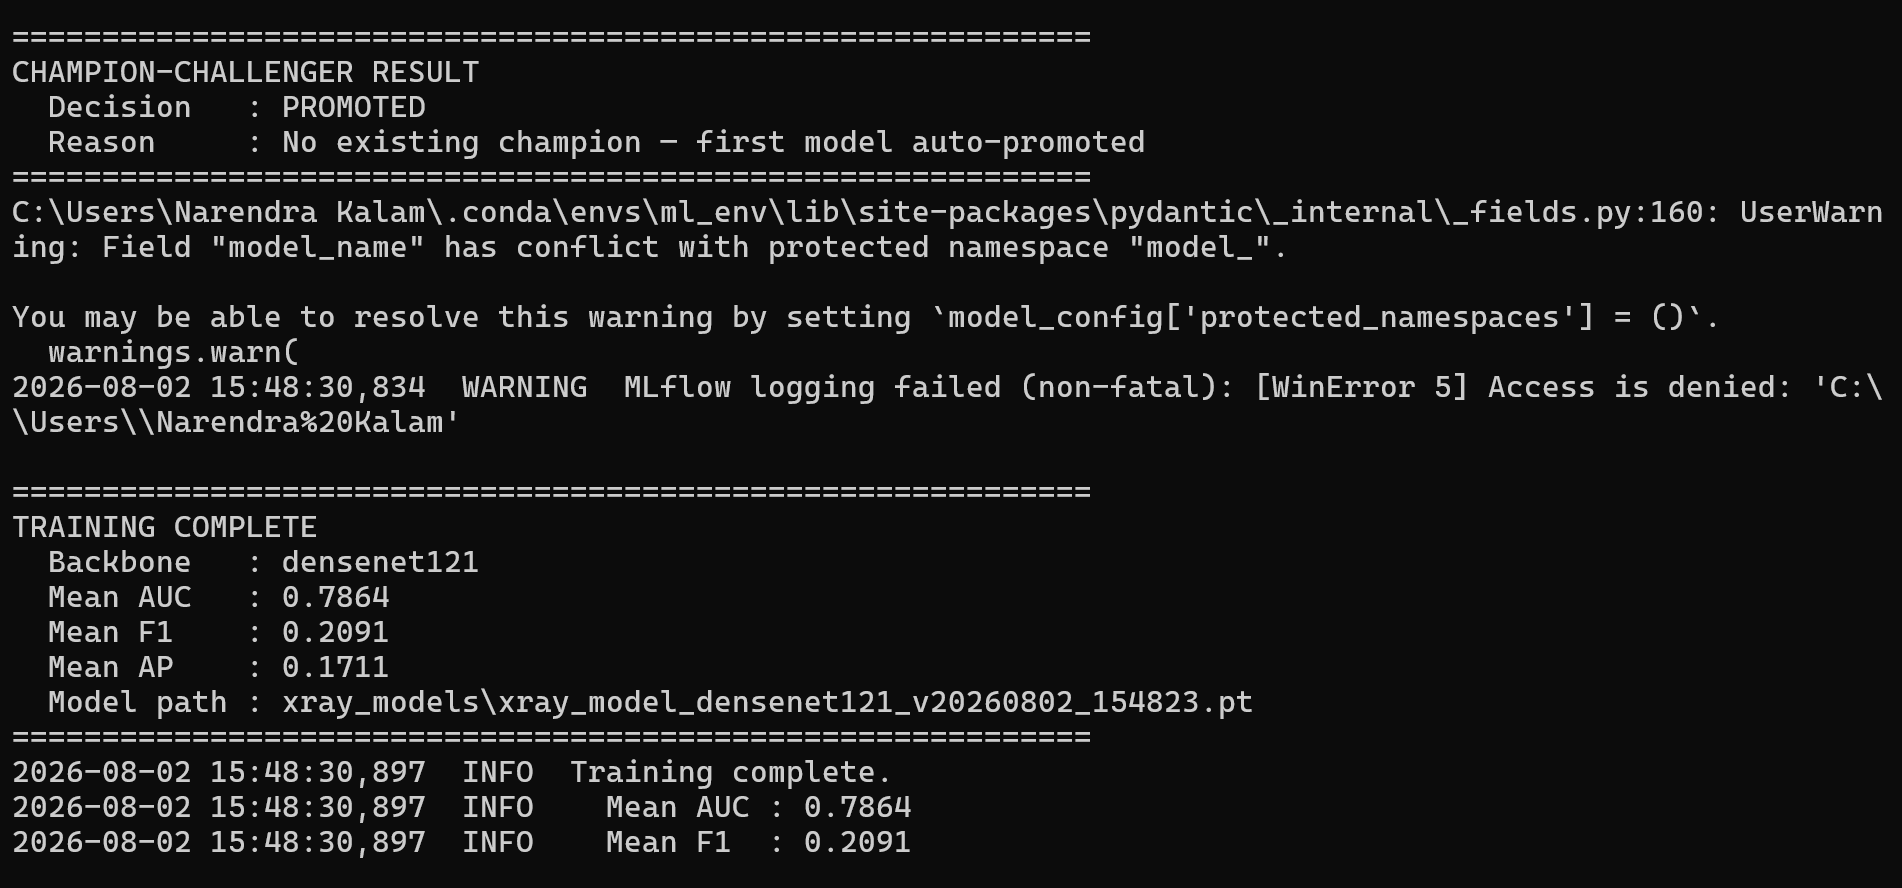 ============================================================
CHAMPION-CHALLENGER RESULT
  Decision   : PROMOTED
  Reason     : No existing champion — first model auto-promoted
============================================================
C:\Users\Narendra Kalam\.conda\envs\ml_env\lib\site-packages\pydantic\_internal\_fields.py:160: UserWarn
ing: Field "model_name" has conflict with protected namespace "model_".

You may be able to resolve this warning by setting `model_config['protected_namespaces'] = ()`.
  warnings.warn(
2026-08-02 15:48:30,834  WARNING  MLflow logging failed (non-fatal): [WinError 5] Access is denied: 'C:\
\Users\\Narendra%20Kalam'

============================================================
TRAINING COMPLETE
  Backbone   : densenet121
  Mean AUC   : 0.7864
  Mean F1    : 0.2091
  Mean AP    : 0.1711
  Model path : xray_models\xray_model_densenet121_v20260802_154823.pt
============================================================
2026-08-02 15:48:30,897  INFO  Training complete.
2026-08-02 15:48:30,897  INFO    Mean AUC : 0.7864
2026-08-02 15:48:30,897  INFO    Mean F1  : 0.2091